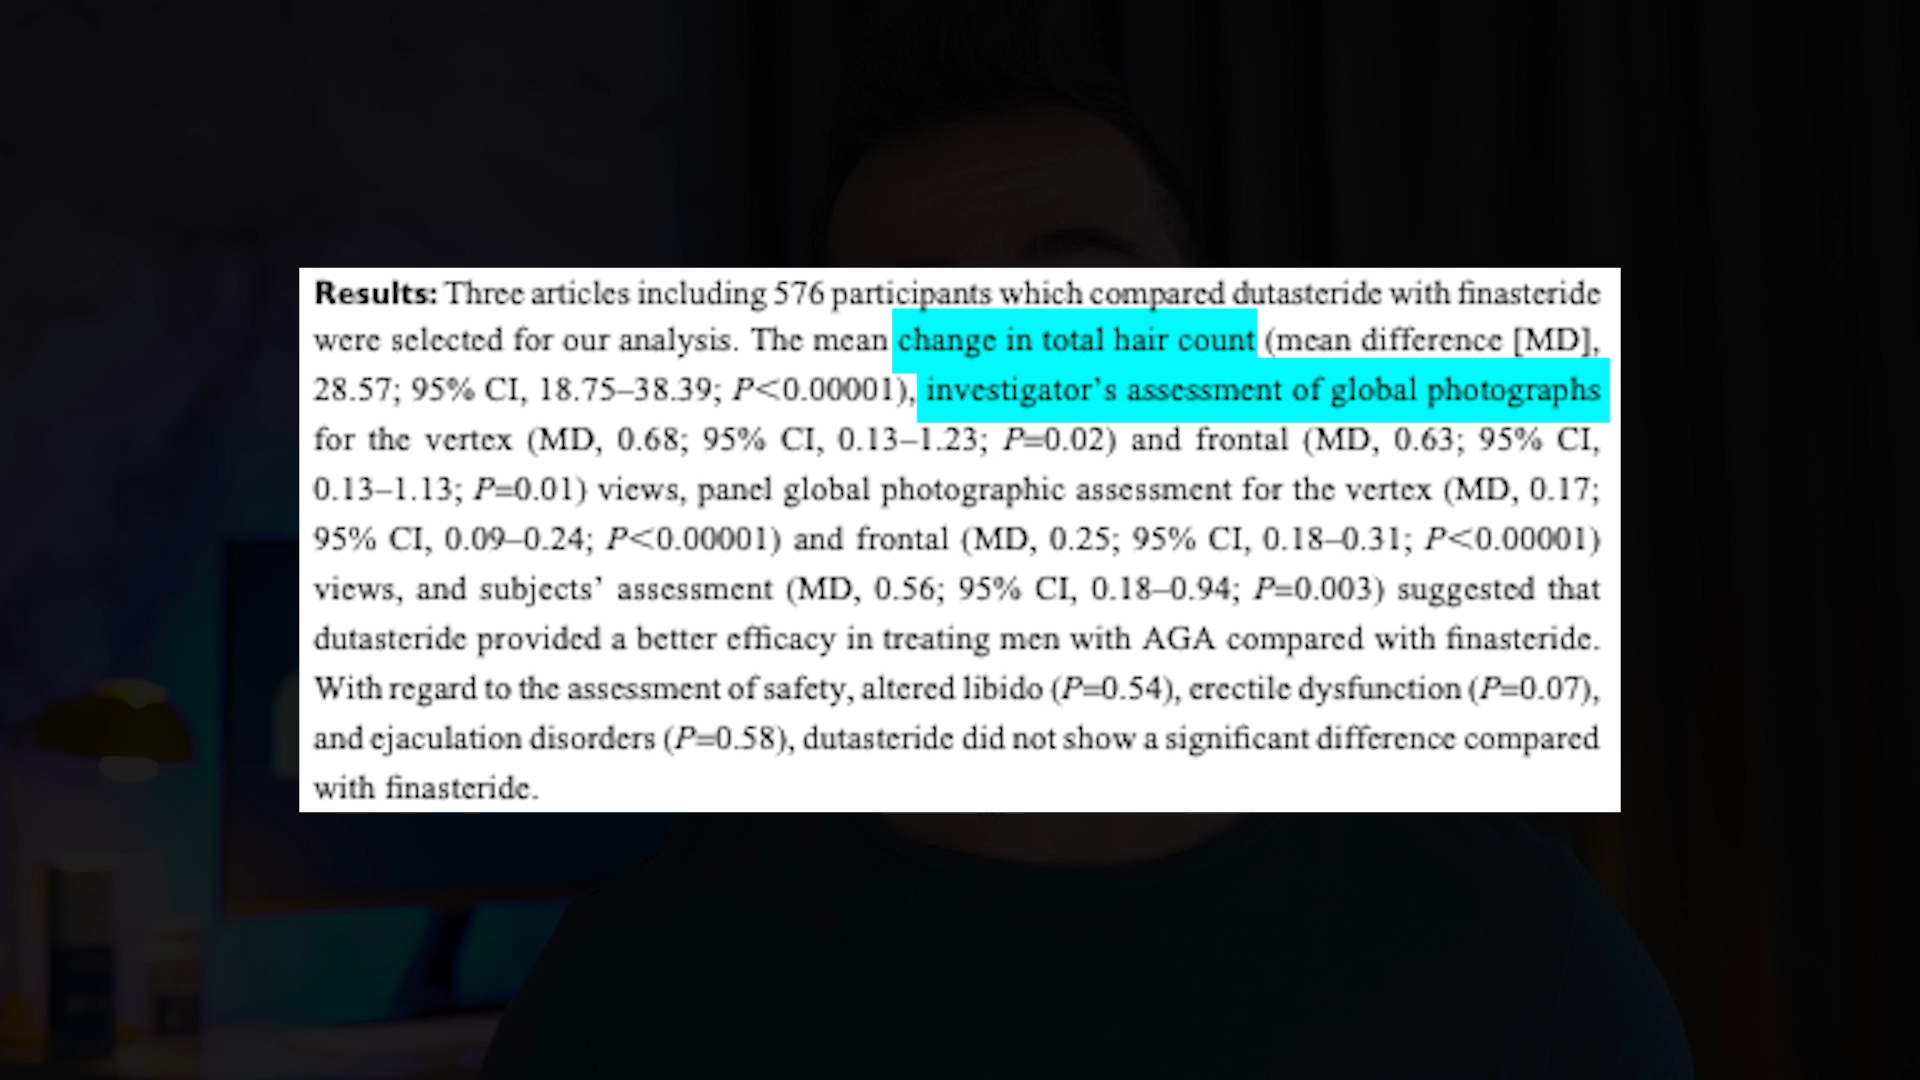 Results: Three articles including 576 participants which compared dutasteride with finasteride
were selected for our analysis. The mean change in total hair count (mean difference [MD],
28.57; 95% CI, 18.75–38.39; P<0.00001), investigator’s assessment of global photographs
for the vertex (MD, 0.68; 95% CI, 0.13–1.23; P=0.02) and frontal (MD, 0.63; 95% CI,
0.13–1.13; P=0.01) views, panel global photographic assessment for the vertex (MD, 0.17;
95% CI, 0.09–0.24; P<0.00001) and frontal (MD, 0.25; 95% CI, 0.18–0.31; P<0.00001)
views, and subjects’ assessment (MD, 0.56; 95% CI, 0.18–0.94; P=0.003) suggested that
dutasteride provided a better efficacy in treating men with AGA compared with finasteride.
With regard to the assessment of safety, altered libido (P=0.54), erectile dysfunction (P=0.07),
and ejaculation disorders (P=0.58), dutasteride did not show a significant difference compared
with finasteride.